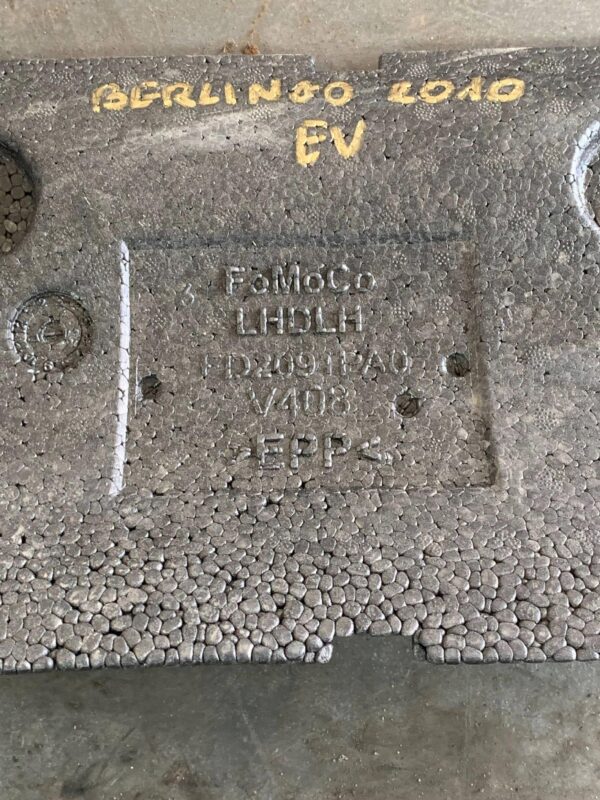 BERLINGO 2010
EV
FoMoCo
LHDLH
V408
>EPP<